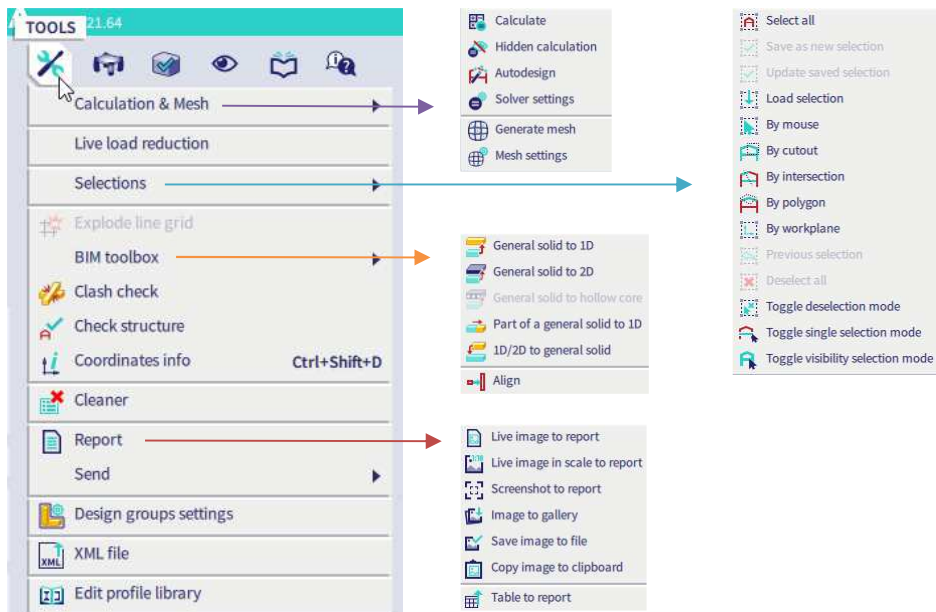 TOOLS
21.64
Calculation & Mesh
Live load reduction
Selections
Explode line grid
BIM toolbox
Clash check
Check structure
Coordinates info Ctrl+Shift+D
Cleaner
Report
Send
Design groups settings
XML
XML file
Edit profile library
Calculate
Hidden calculation
Autodesign
Solver settings
Generate mesh
Mesh settings
General solid to 1D
General solid to 2D
General solid to hollow core
Part of a general solid to 1D
1D/2D to general solid
Align
Live image to report
Live image in scale to report
Screenshot to report
Image to gallery
Save image to file
Copy image to clipboard
Table to report
Select all
Save as new selection
Update saved selection
Load selection
By mouse
By cutout
By intersection
By polygon
By workplane
Previous selection
Deselect all
Toggle deselection mode
Toggle single selection mode
Toggle visibility selection mode